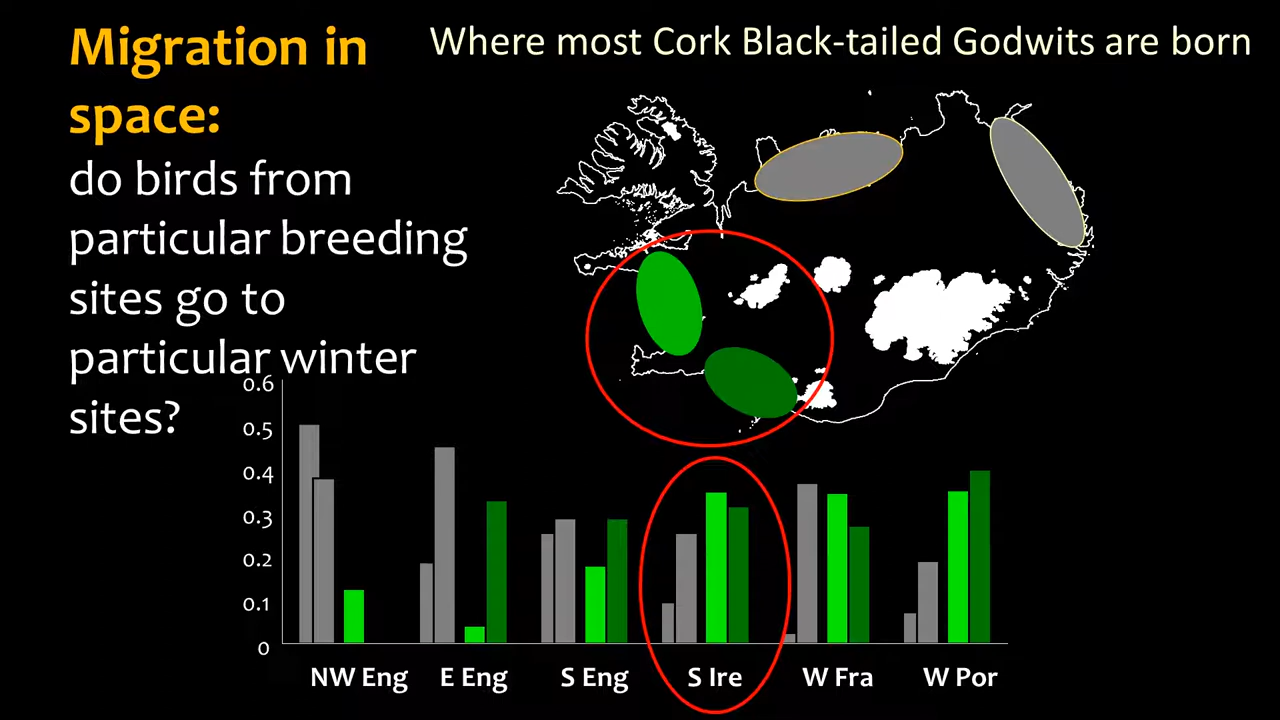 Migration in
space:
do birds from
particular breeding
sites go to
particular winter
sites?
Where most Cork Black-tailed Godwits are born
0.6
0.5
0.4
0.3
0.2
0.1
0
NW Eng
E Eng
S Eng
S Ire
W Fra
W Por